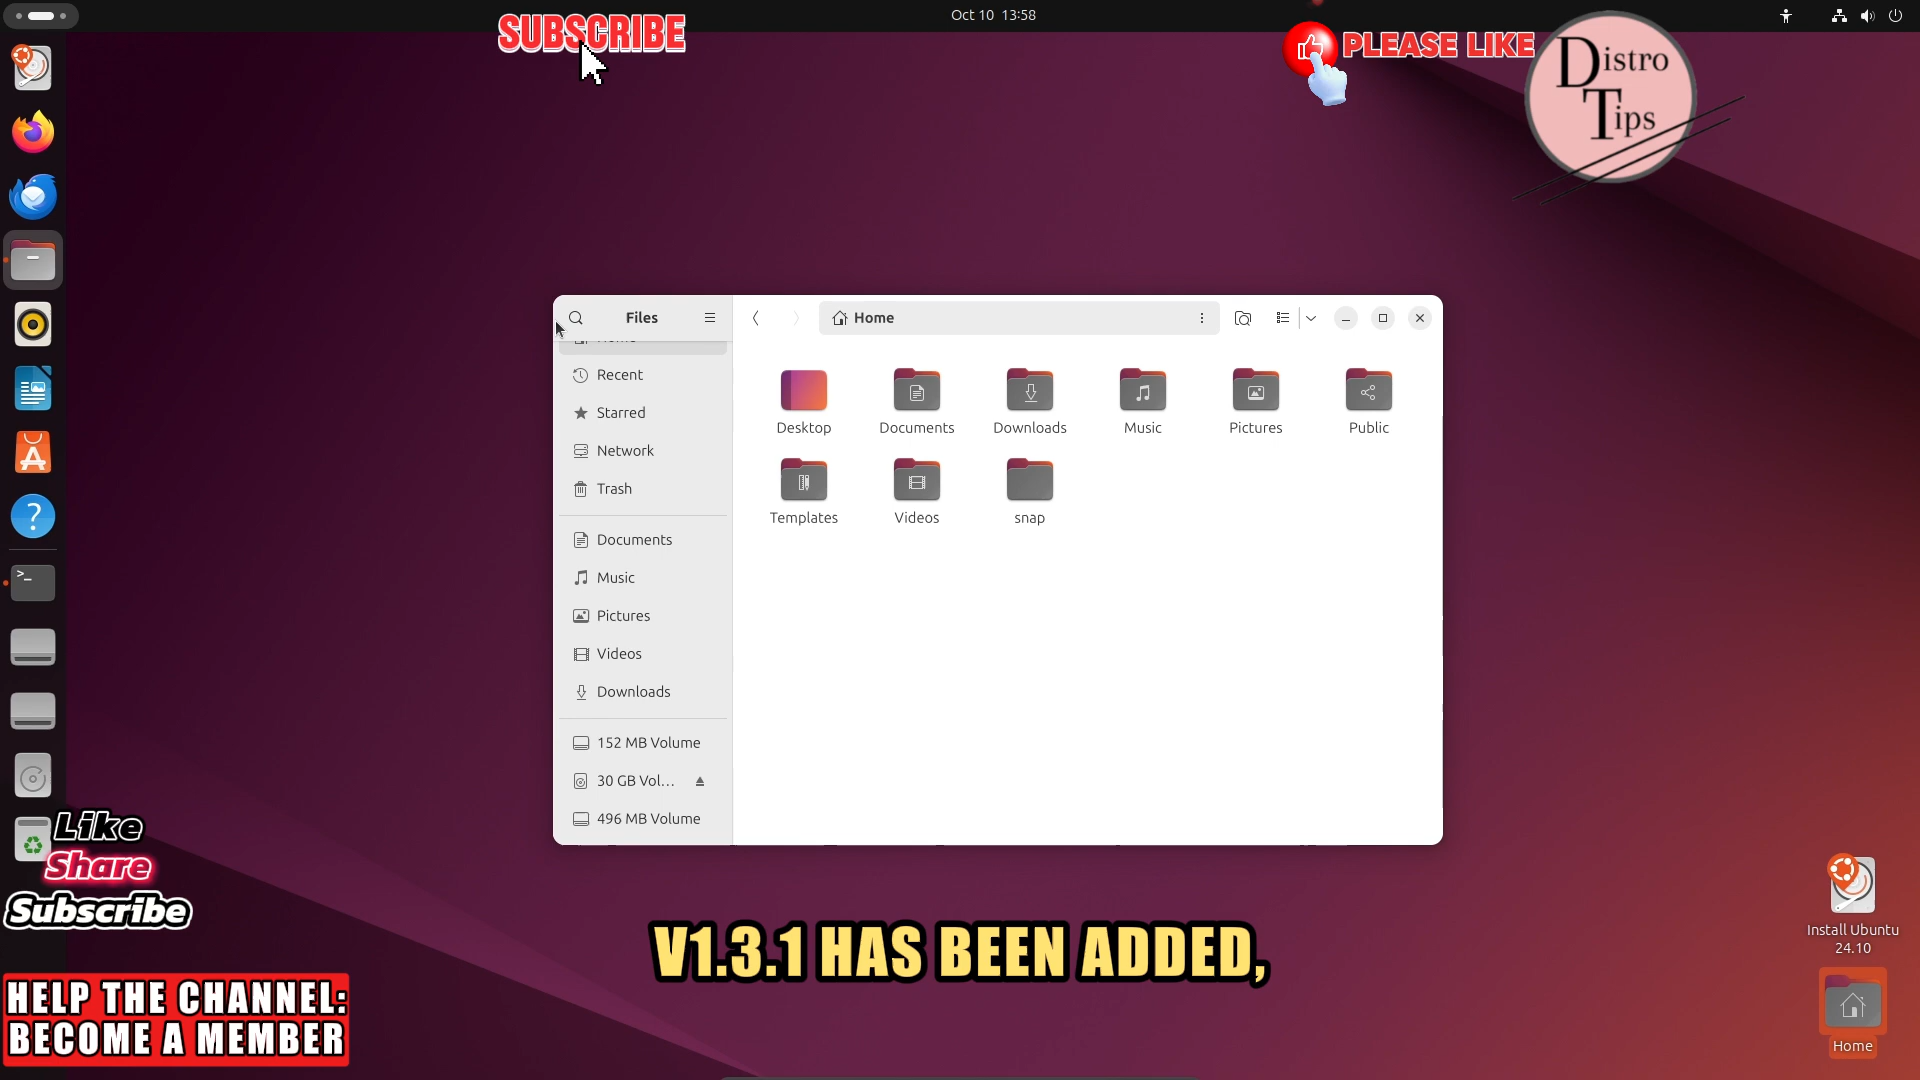 Oct 10 13:58
SUBSCRIBE
PLEASE LIKE
Distro
Tips
Files
Home
Recent
Starred
Network
Trash
Documents
Music
Pictures
Videos
Downloads
152 MB Volume
30 GB Vol...
496 MB Volume
Desktop
Documents
Downloads
Music
Pictures
Public
Templates
Videos
snap
Like
Share
Subscribe
HELP THE CHANNEL:
BECOME A MEMBER
V1.3.1 HAS BEEN ADDED,
Install Ubuntu
24.10
Home